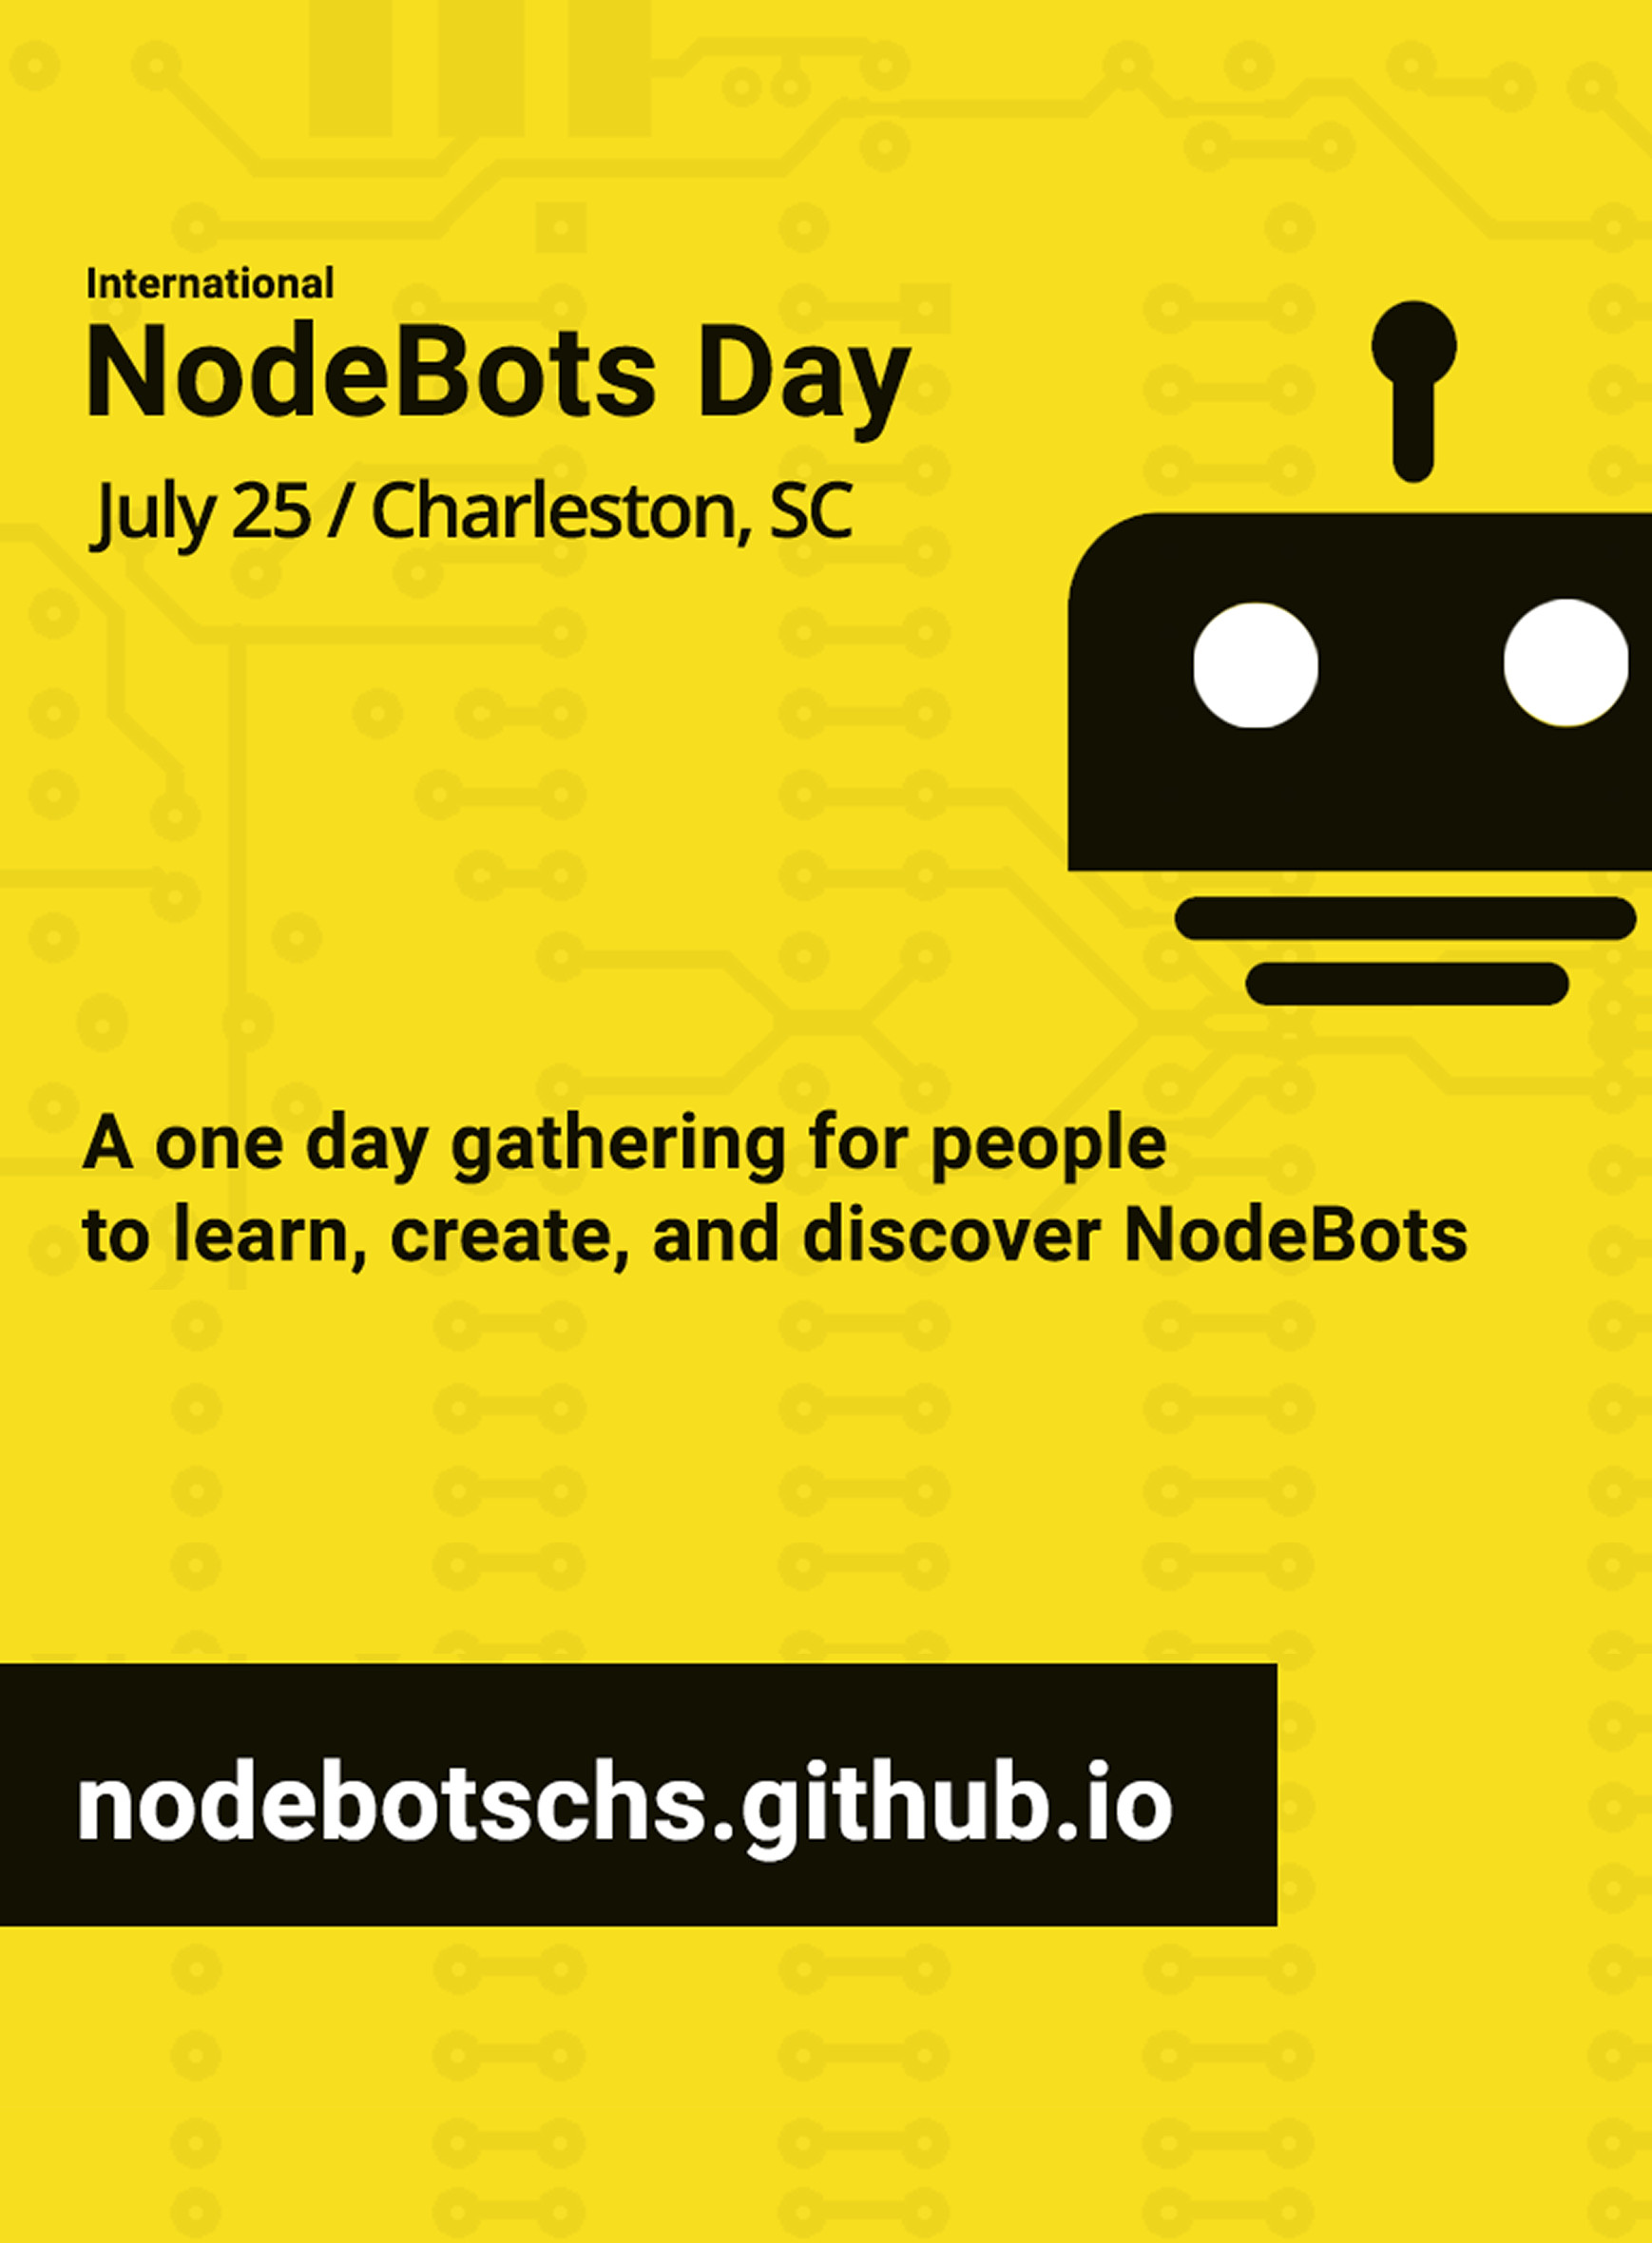 International
NodeBots Day
July 25 / Charleston, SC
A one day gathering for people
to learn, create, and discover NodeBots
nodebotschs.github.io